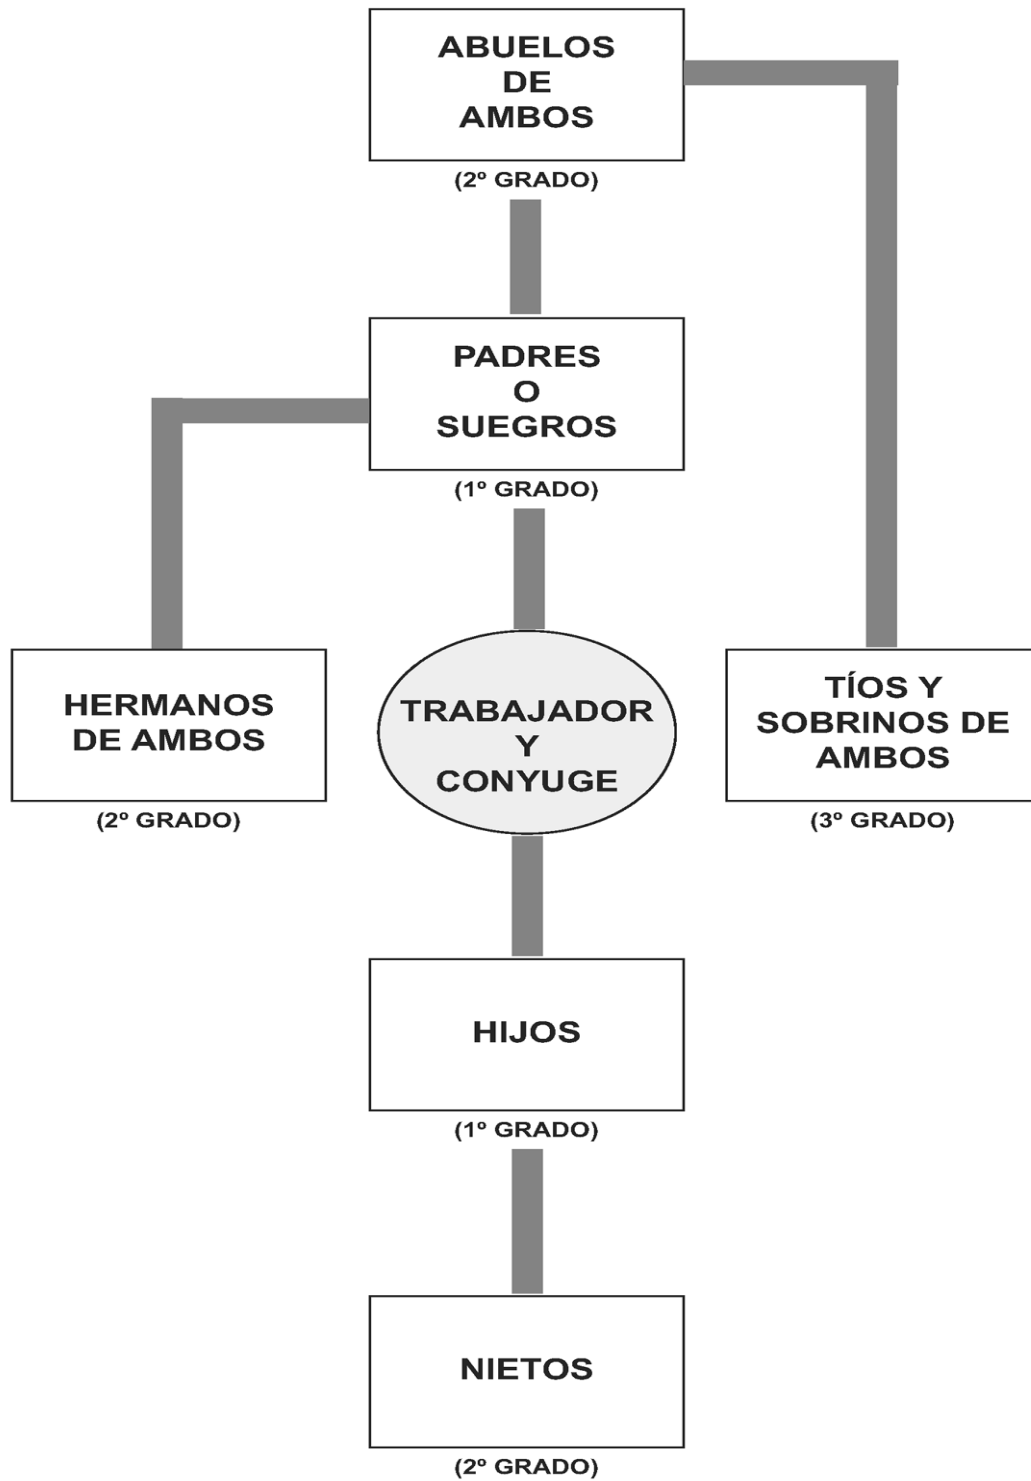 ABUELOS
DE
AMBOS
(2º GRADO)
PADRES
O
SUEGROS
(1º GRADO)
HERMANOS
DE AMBOS
(2º GRADO)
TRABAJADOR
Y
CONYUGE
TÍOS Y
SOBRINOS DE
AMBOS
(3º GRADO)
HIJOS
(1º GRADO)
NIETOS
(2º GRADO)